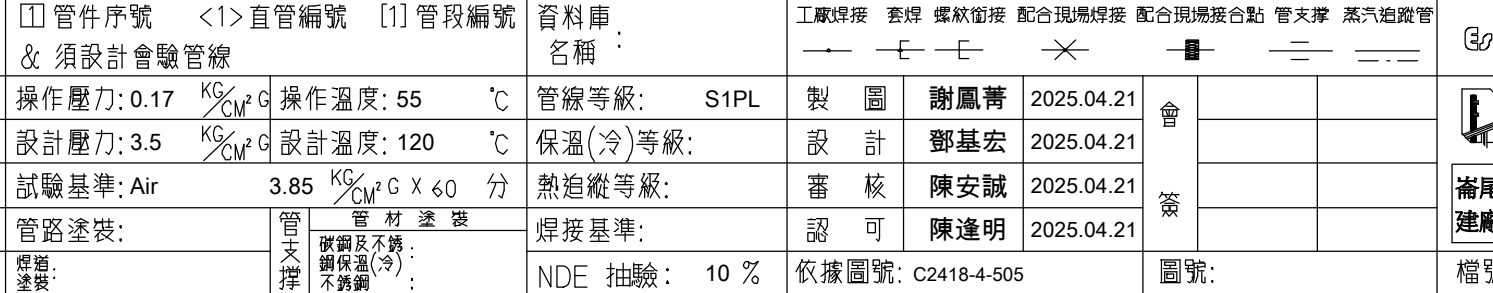 1 管件序號 <1> 直管編號 [1] 管段編號
& 須設計會驗管線
資料庫名稱：
工廠焊接 套焊 螺紋銜接 配合現場焊接 配合現場接合點 管支撐 蒸汽追蹤管
操作壓力: 0.17 KG/CM² G 操作溫度: 55 °C 管線等級: S1PL 製圖 謝鳳菁 2025.04.21
設計壓力: 3.5 KG/CM² G 設計溫度: 120 °C 保溫(冷)等級: 設計 鄧基宏 2025.04.21
會簽
試驗基準: Air 3.85 KG/CM² G X 60 分 熱追縱等級: 審核 陳安誠 2025.04.21
管路塗裝: 管支撐 管材塗裝 焊接基準: 認可 陳逢明 2025.04.21
碳鋼及不銹鋼保溫(冷):
不銹鋼:
焊道塗裝:
NDE 抽驗: 10 % 依據圖號: C2418-4-505 圖號:
崙尾
建廠
檔號